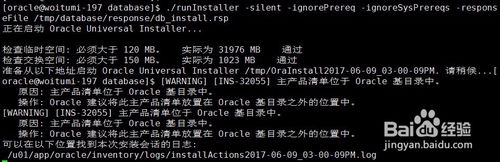 [oracle@woitumi-197 database]$ ./runInstaller -silent -ignorePrereq -ignoreSysPrereqs -respons
eFile /tmp/database/response/db_install.rsp
正在启动 Oracle Universal Installer...
检查临时空间: 必须大于 120 MB。 实际为 31976 MB 通过
检查交换空间: 必须大于 150 MB。 实际为 1023 MB 通过
准备从以下地址启动 Oracle Universal Installer /tmp/OraInstall2017-06-09_03-00-09PM. 请稍候...[
oracle@woitumi-197 database]$ [WARNING] [INS-32055] 主产品清单位于 Oracle 基目录中。
原因: 主产品清单位于 Oracle 基目录中。
操作: Oracle 建议将此主产品清单放置在 Oracle 基目录之外的位置中。
[WARNING] [INS-32055] 主产品清单位于 Oracle 基目录中。
原因: 主产品清单位于 Oracle 基目录中。
操作: Oracle 建议将此主产品清单放置在 Oracle 基目录之外的位置中。
可以在以下位置找到本次安装会话的日志:
/u01/app/oracle/inventory/logs/installActions2017-06-09_03-00-09PM.log
Baidu 经验
jingyan.baidu.com